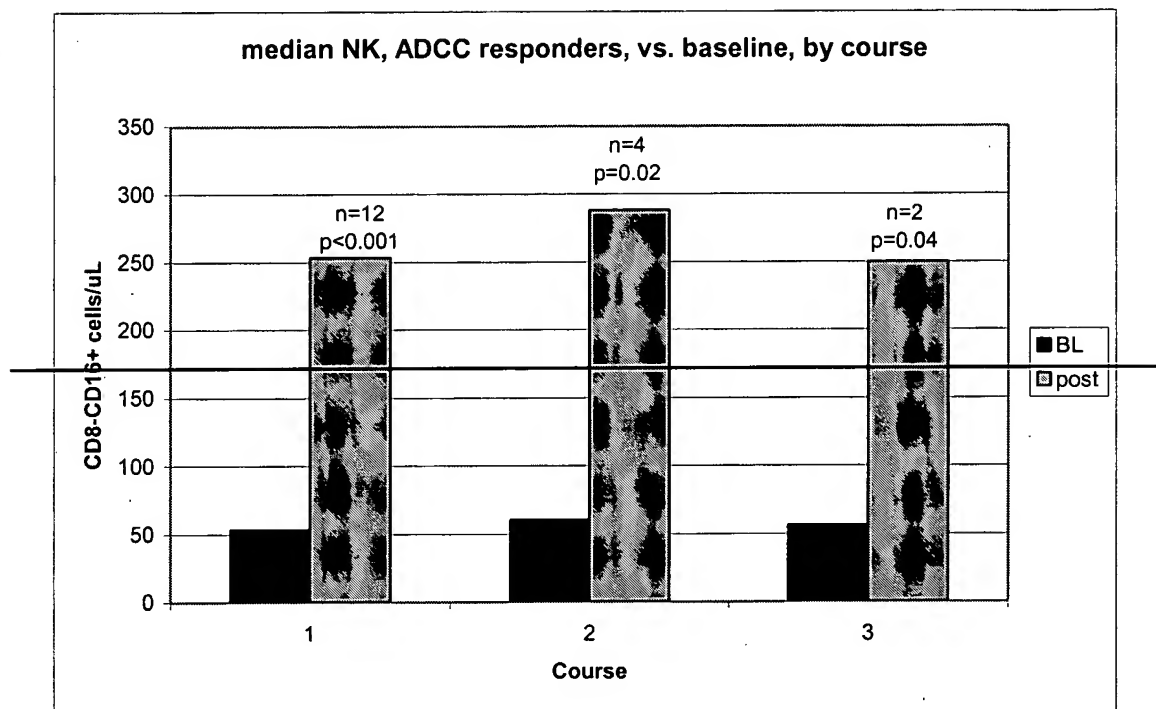 median NK, ADCC responders, vs. baseline, by course
350
300
250
200
150
100
50
0
CD8-CD16+ cells/uL
n=12
p<0.001
n=4
p=0.02
n=2
p=0.04
BL
post
1
2
3
Course